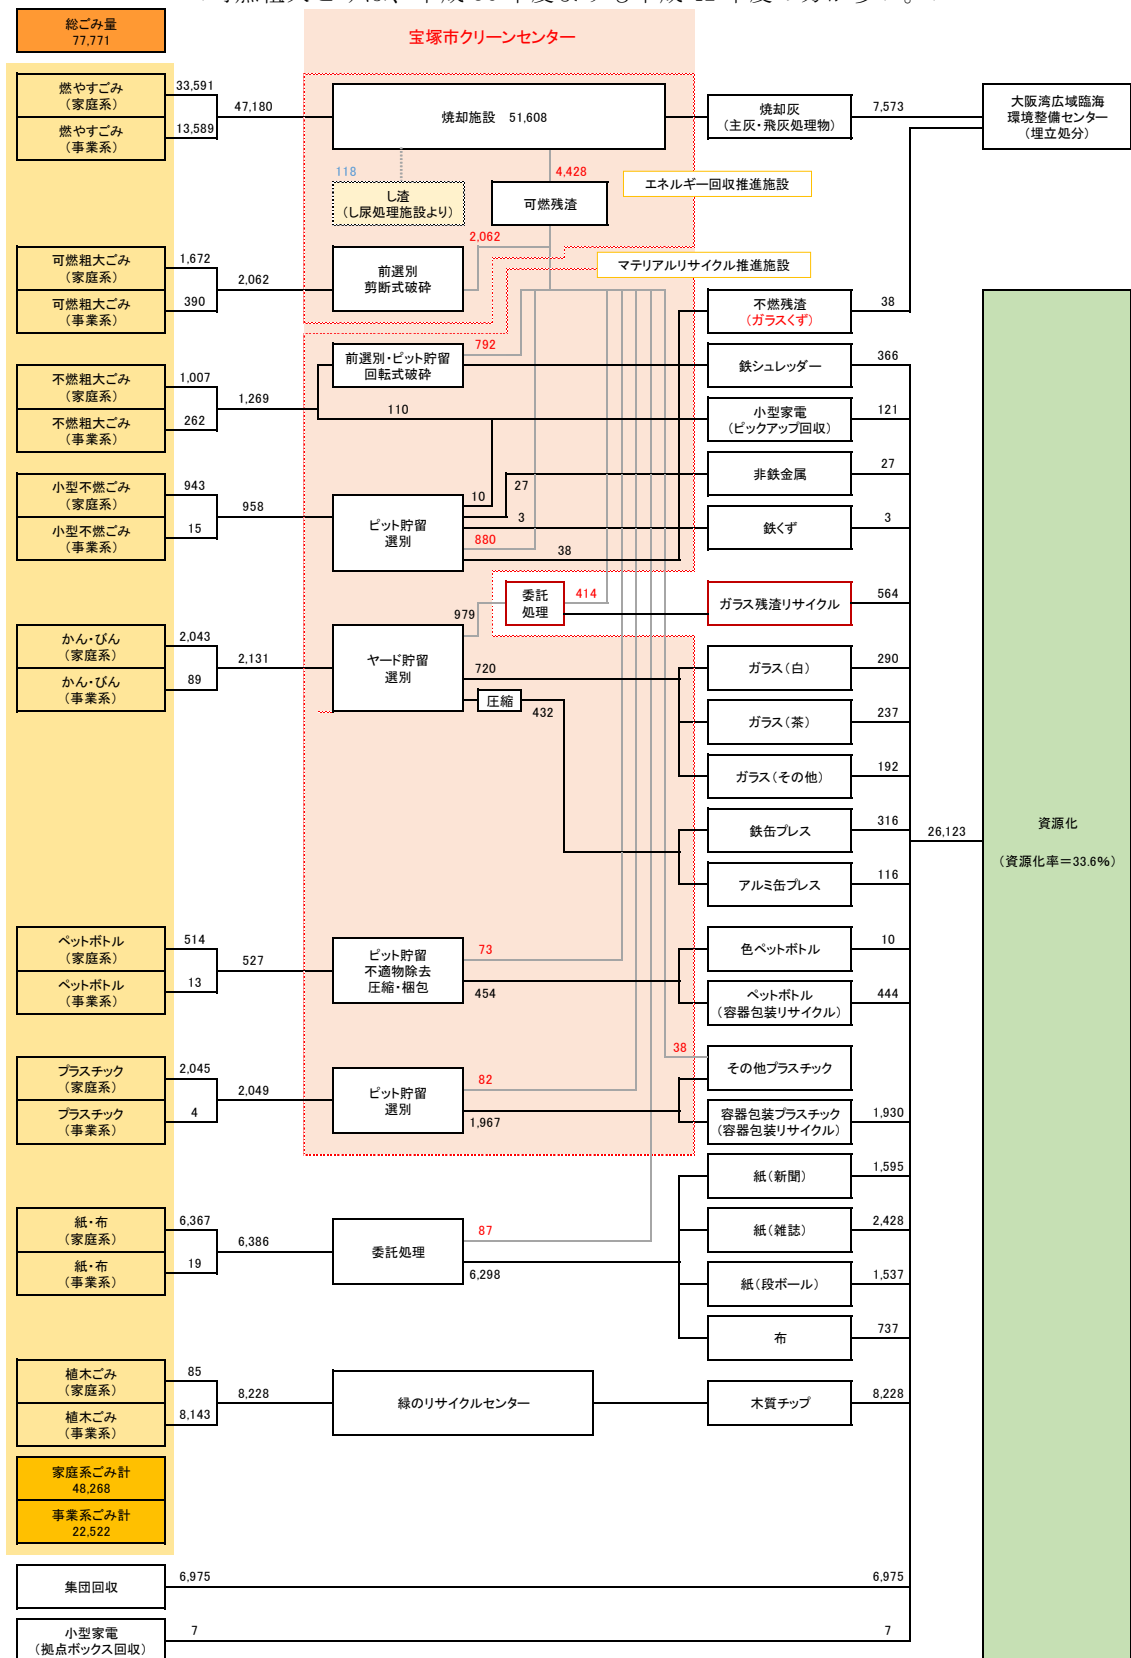 総ごみ量
77,771
宝塚市クリーンセンター
燃やすごみ
（家庭系）
33,591
燃やすごみ
（事業系）
13,589
47,180
焼却施設 51,608
焼却灰
（主灰・飛灰処理物）
7,573
大阪湾広域臨海
環境整備センター
（埋立処分）
118
し渣
（し尿処理施設より）
4,428
可燃残渣
エネルギー回収推進施設
2,062
マテリアルリサイクル推進施設
可燃粗大ごみ
（家庭系）
1,672
可燃粗大ごみ
（事業系）
390
2,062
前選別
剪断式破砕
不燃残渣
（ガラスくず）
38
792
前選別・ピット貯留
回転式破砕
鉄シュレッダー
366
不燃粗大ごみ
（家庭系）
1,007
不燃粗大ごみ
（事業系）
262
1,269
110
小型家電
（ピックアップ回収）
121
小型不燃ごみ
（家庭系）
943
小型不燃ごみ
（事業系）
15
958
ピット貯留
選別
10
27
3
880
38
非鉄金属
27
鉄くず
3
委託
処理
414
ガラス残渣リサイクル
564
979
かん・びん
（家庭系）
2,043
かん・びん
（事業系）
89
2,131
ヤード貯留
選別
720
圧縮
432
ガラス（白）
290
ガラス（茶）
237
ガラス（その他）
192
鉄缶プレス
316
アルミ缶プレス
116
26,123
資源化
（資源化率＝33.6%）
ペットボトル
（家庭系）
514
ペットボトル
（事業系）
13
527
ピット貯留
不適物除去
圧縮・梱包
73
454
色ペットボトル
10
ペットボトル
（容器包装リサイクル）
444
38
その他プラスチック
プラスチック
（家庭系）
2,045
プラスチック
（事業系）
4
2,049
ピット貯留
選別
82
1,967
容器包装プラスチック
（容器包装リサイクル）
1,930
紙（新聞）
1,595
紙・布
（家庭系）
6,367
紙・布
（事業系）
19
6,386
委託処理
87
6,298
紙（雑誌）
2,428
紙（段ボール）
1,537
布
737
植木ごみ
（家庭系）
85
植木ごみ
（事業系）
8,143
8,228
緑のリサイクルセンター
木質チップ
8,228
家庭系ごみ計
48,268
事業系ごみ計
22,522
集団回収
6,975
6,975
小型家電
（拠点ボックス回収）
7
7